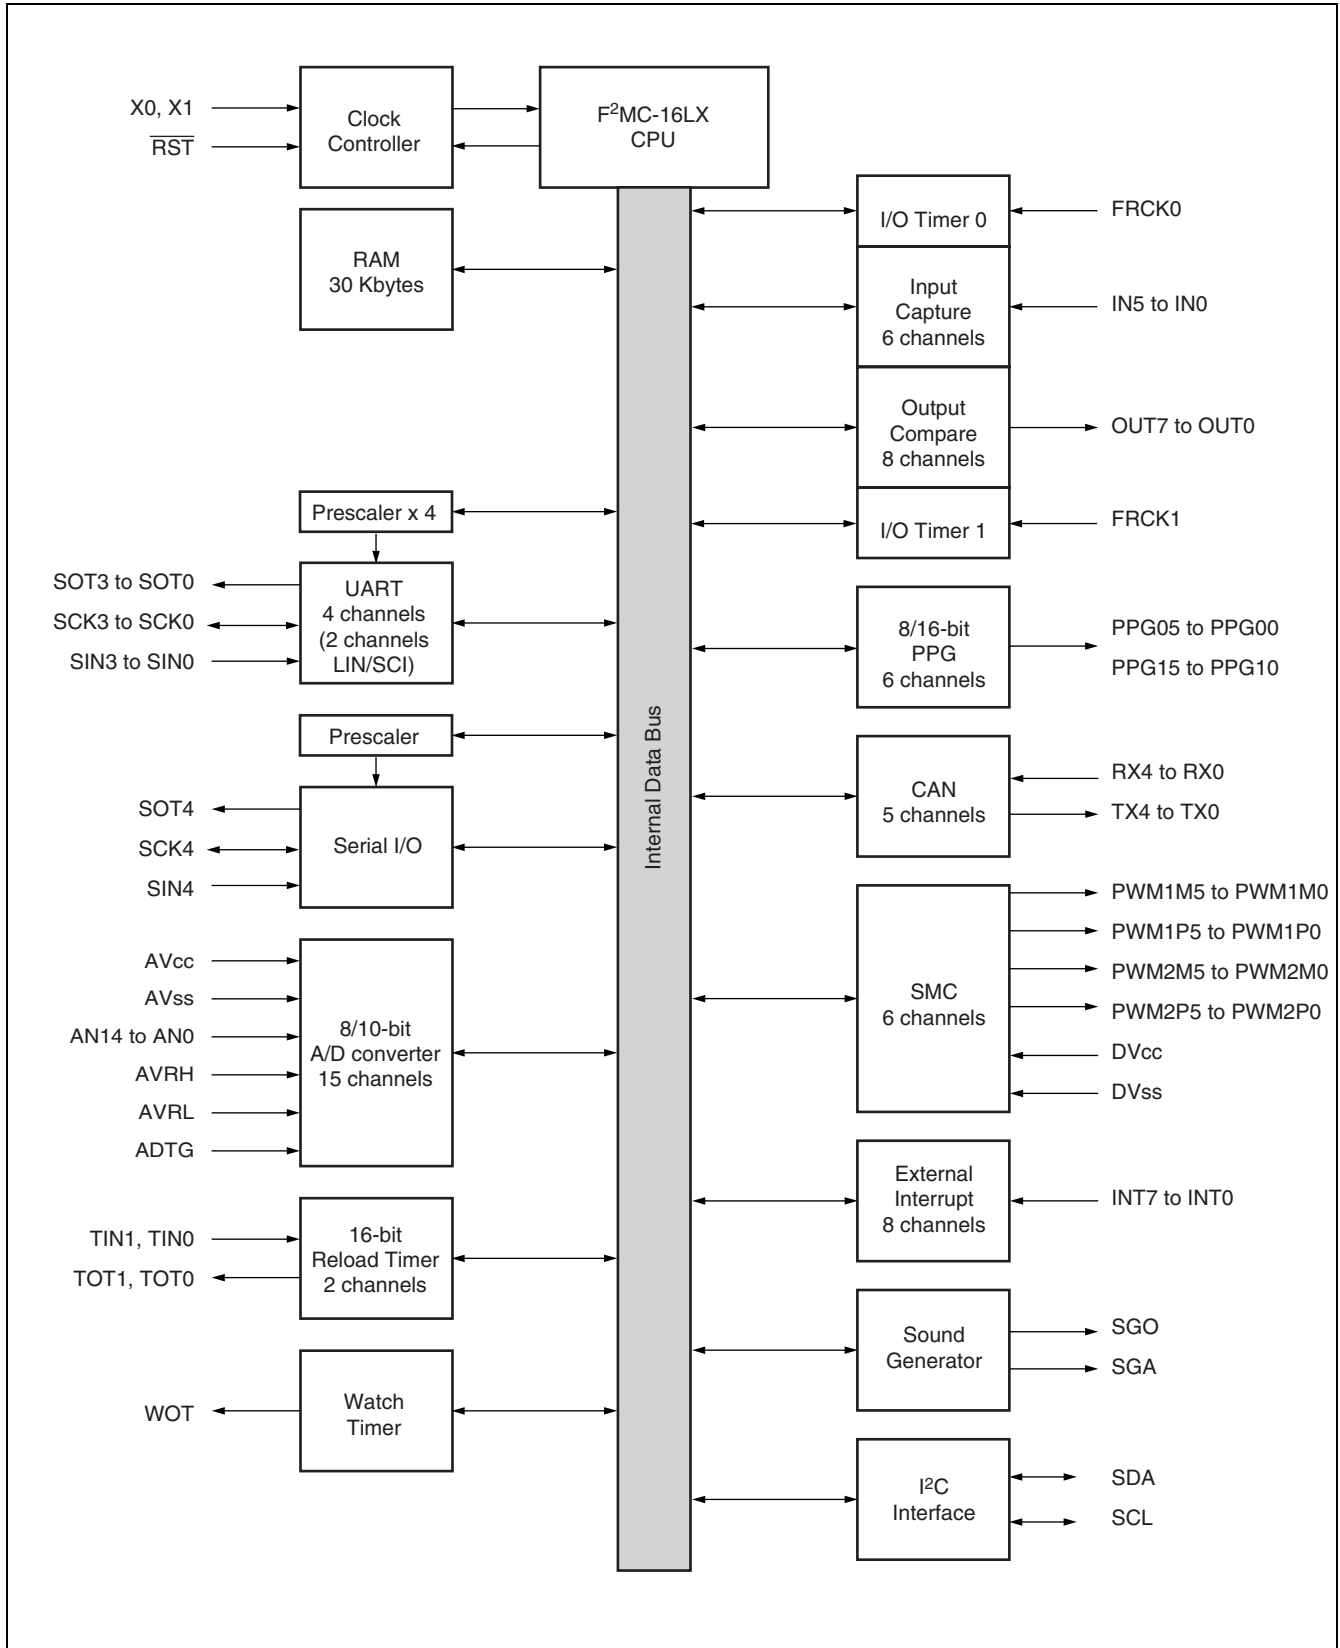 X0, X1
RST
Clock
Controller
F²MC-16LX
CPU
RAM
30 Kbytes
Prescaler x 4
SOT3 to SOT0
SCK3 to SCK0
SIN3 to SIN0
UART
4 channels
(2 channels
LIN/SCI)
Prescaler
SOT4
SCK4
SIN4
Serial I/O
AVcc
AVss
AN14 to AN0
AVRH
AVRL
ADTG
8/10-bit
A/D converter
15 channels
TIN1, TIN0
TOT1, TOT0
16-bit
Reload Timer
2 channels
WOT
Watch
Timer
Internal Data Bus
I/O Timer 0
FRCK0
Input
Capture
6 channels
IN5 to IN0
Output
Compare
8 channels
OUT7 to OUT0
I/O Timer 1
FRCK1
8/16-bit
PPG
6 channels
PPG05 to PPG00
PPG15 to PPG10
CAN
5 channels
RX4 to RX0
TX4 to TX0
SMC
6 channels
PWM1M5 to PWM1M0
PWM1P5 to PWM1P0
PWM2M5 to PWM2M0
PWM2P5 to PWM2P0
DVcc
DVss
External
Interrupt
8 channels
INT7 to INT0
Sound
Generator
SGO
SGA
I²C
Interface
SDA
SCL